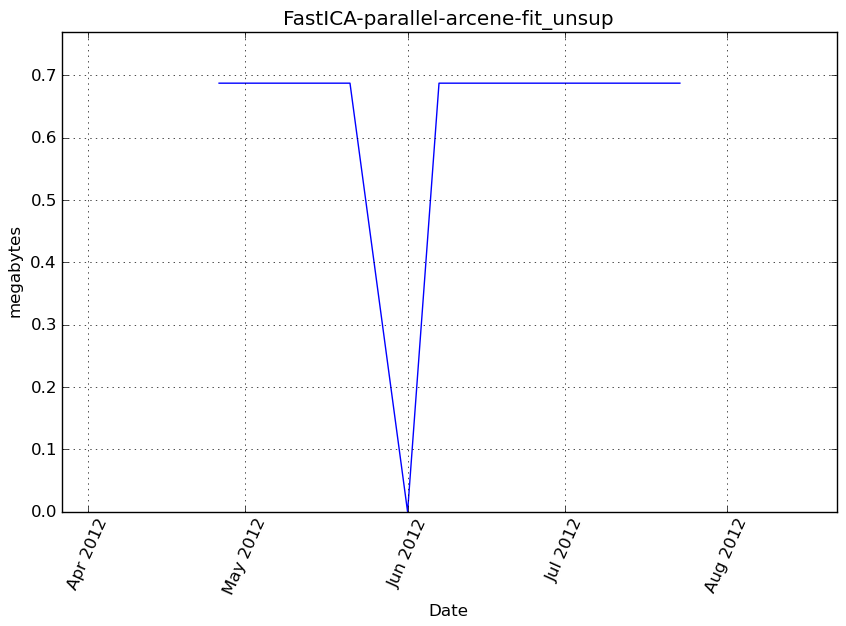 FastICA-parallel-arcene-fit_unsup
0.7
0.6
0.5
0.4
0.3
0.2
0.1
0.0
megabytes
Apr 2012
May 2012
Jun 2012
Jul 2012
Aug 2012
Date